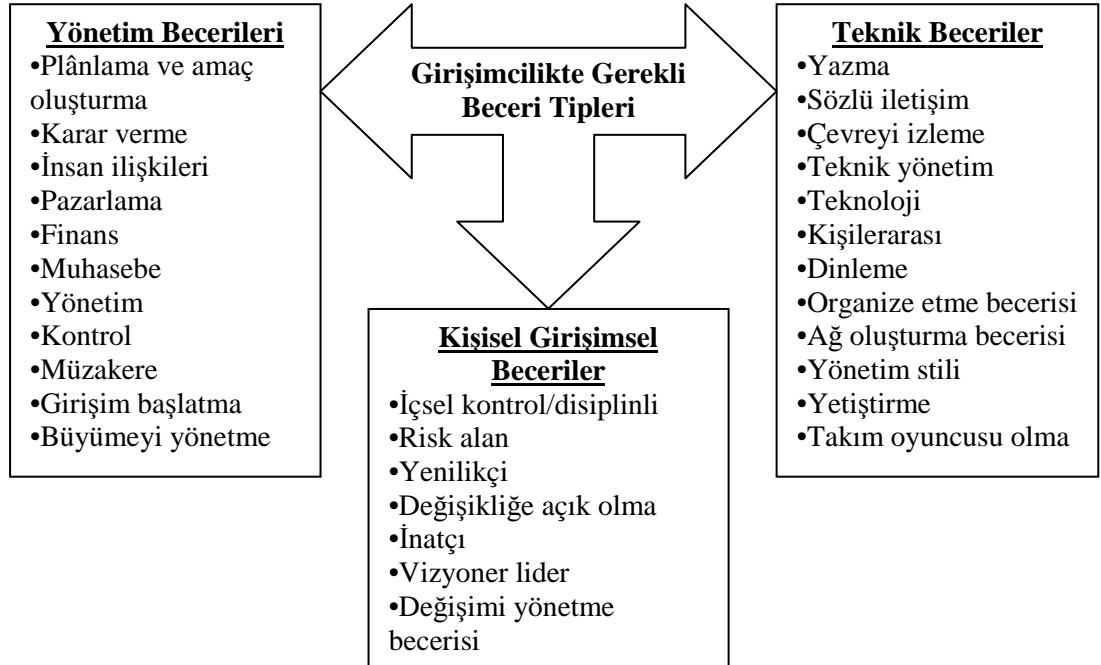 Yönetim Becerileri
•Plânlama ve amaç
oluşturma
•Karar verme
•İnsan ilişkileri
•Pazarlama
•Finans
•Muhasebe
•Yönetim
•Kontrol
•Müzakere
•Girişim başlatma
•Büyümeyi yönetme
Girişimcilikte Gerekli
Beceri Tipleri
Teknik Beceriler
•Yazma
•Sözlü iletişim
•Çevreyi izleme
•Teknik yönetim
•Teknoloji
•Kişilerarası
•Dinleme
•Organize etme becerisi
•Ağ oluşturma becerisi
•Yönetim stili
•Yetiştirme
•Takım oyuncusu olma
Kişisel Girişimsel
Beceriler
•İçsel kontrol/disiplinli
•Risk alan
•Yenilikçi
•Değişikliğe açık olma
•İnatçı
•Vizyoner lider
•Değişimi yönetme
becerisi